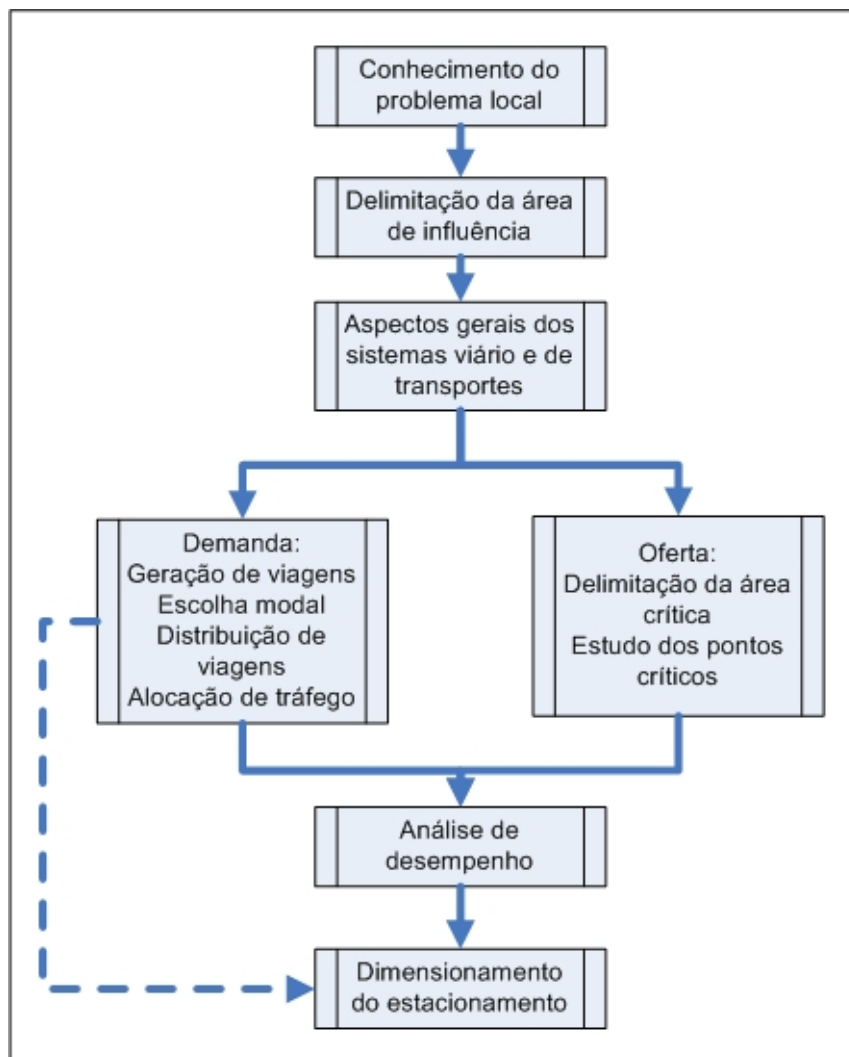 Conhecimento do
problema local
Delimitação da área
de influência
Aspectos gerais dos
sistemas viário e de
transportes
Demanda:
Geração de viagens
Escolha modal
Distribuição de
viagens
Alocação de tráfego
Oferta:
Delimitação da área
crítica
Estudo dos pontos
críticos
Análise de
desempenho
Dimensionamento
do estacionamento